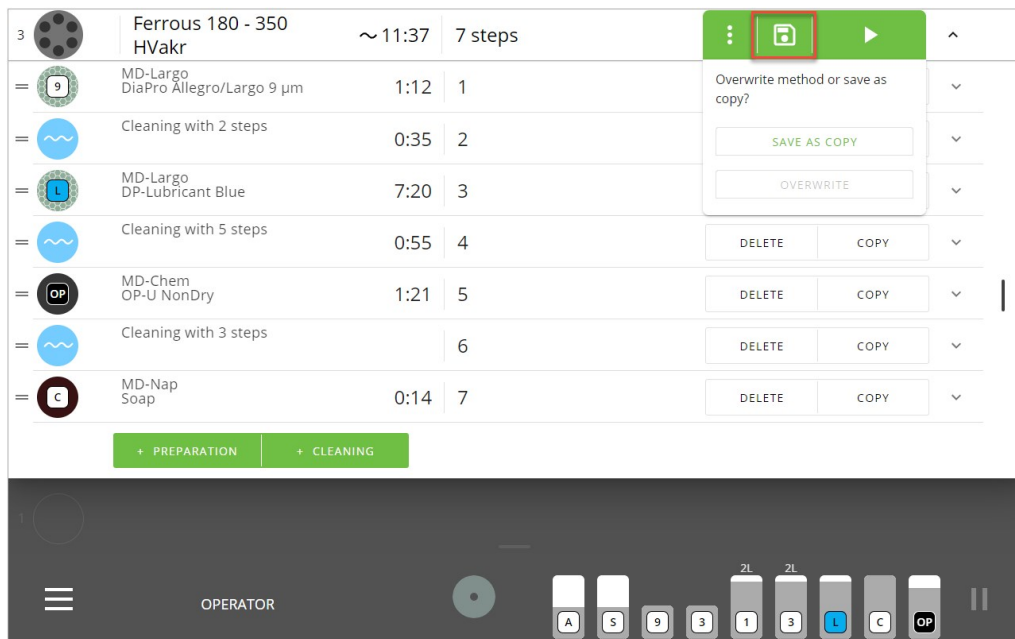 3
Ferrous 180 - 350
HVakr
~ 11:37
7 steps
Overwrite method or save as
copy?
SAVE AS COPY
OVERWRITE
9
MD-Largo
DiaPro Allegro/Largo 9 µm
1:12
1
Cleaning with 2 steps
0:35
2
L
MD-Largo
DP-Lubricant Blue
7:20
3
Cleaning with 5 steps
0:55
4
DELETE
COPY
OP
MD-Chem
OP-U NonDry
1:21
5
DELETE
COPY
Cleaning with 3 steps
6
DELETE
COPY
C
MD-Nap
Soap
0:14
7
DELETE
COPY
+ PREPARATION
+ CLEANING
1
OPERATOR
2L
2L
A
S
9
3
1
3
L
C
OP